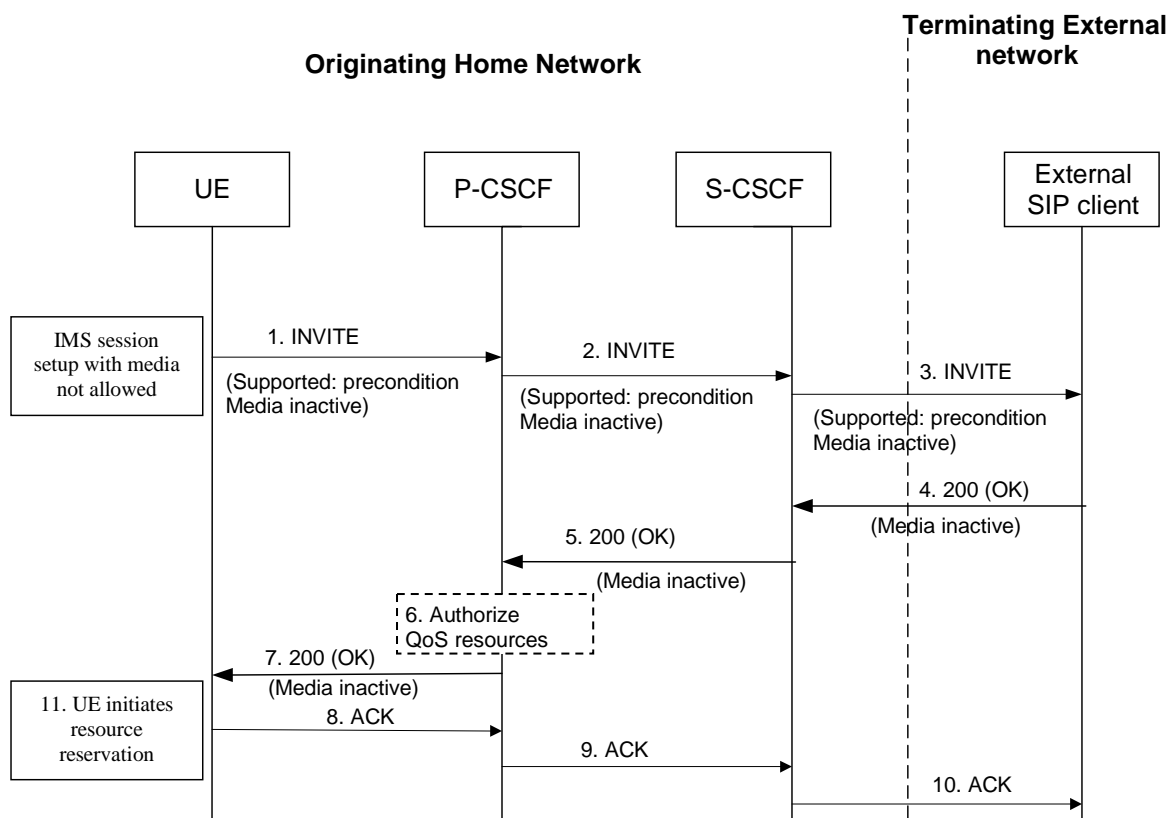 Originating Home Network
Terminating External
network
UE
P-CSCF
S-CSCF
External
SIP client
IMS session
setup with media
not allowed
1. INVITE
(Supported: precondition
Media inactive)
2. INVITE
(Supported: precondition
Media inactive)
3. INVITE
(Supported: precondition
Media inactive)
4. 200 (OK)
(Media inactive)
5. 200 (OK)
(Media inactive)
6. Authorize
QoS resources
7. 200 (OK)
(Media inactive)
11. UE initiates
resource
reservation
8. ACK
9. ACK
10. ACK